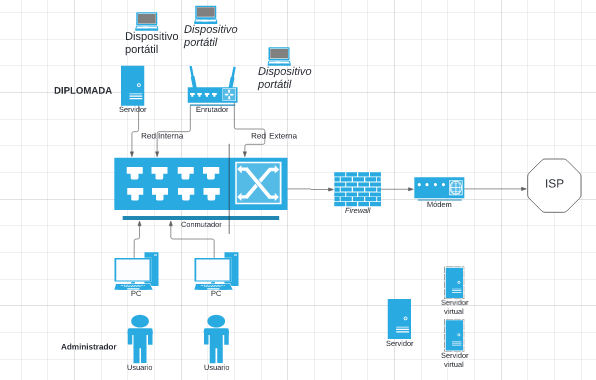 Dispositivo
portátil
Dispositivo
portátil
Dispositivo
portátil
DIPLOMADA
Servidor
Enrutador
Red Interna
Red Externa
ISP
Firewall
Modem
Conmutador
PC
PC
Servidor
virtual
Servidor
Servidor
virtual
Administrador
Usuario
Usuario